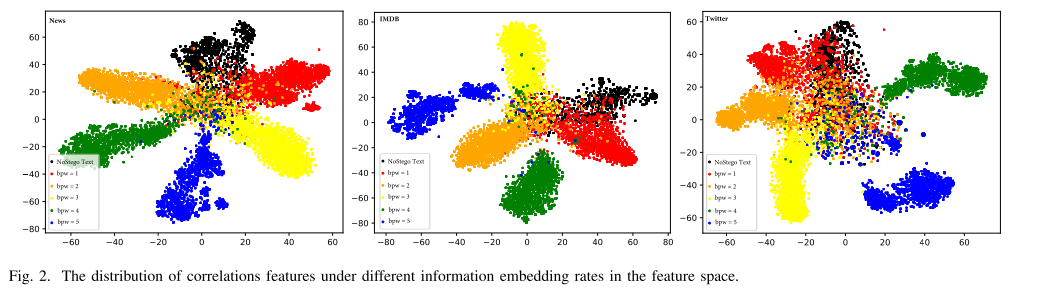 News
60
40
20
0
−20
−40
−60
−80
−60
−40
−20
0
20
40
60
NoStego Text
bpw = 1
bpw = 2
bpw = 3
bpw = 4
bpw = 5
IMDB
80
60
40
20
0
−20
−40
−60
−80
−80
−60
−40
−20
0
20
40
60
80
NoStego Text
bpw = 1
bpw = 2
bpw = 3
bpw = 4
bpw = 5
Twitter
60
40
20
0
−20
−40
−60
−60
−40
−20
0
20
40
60
NoStego Text
bpw = 1
bpw = 2
bpw = 3
bpw = 4
bpw = 5
Fig. 2. The distribution of correlations features under different information embedding rates in the feature space.